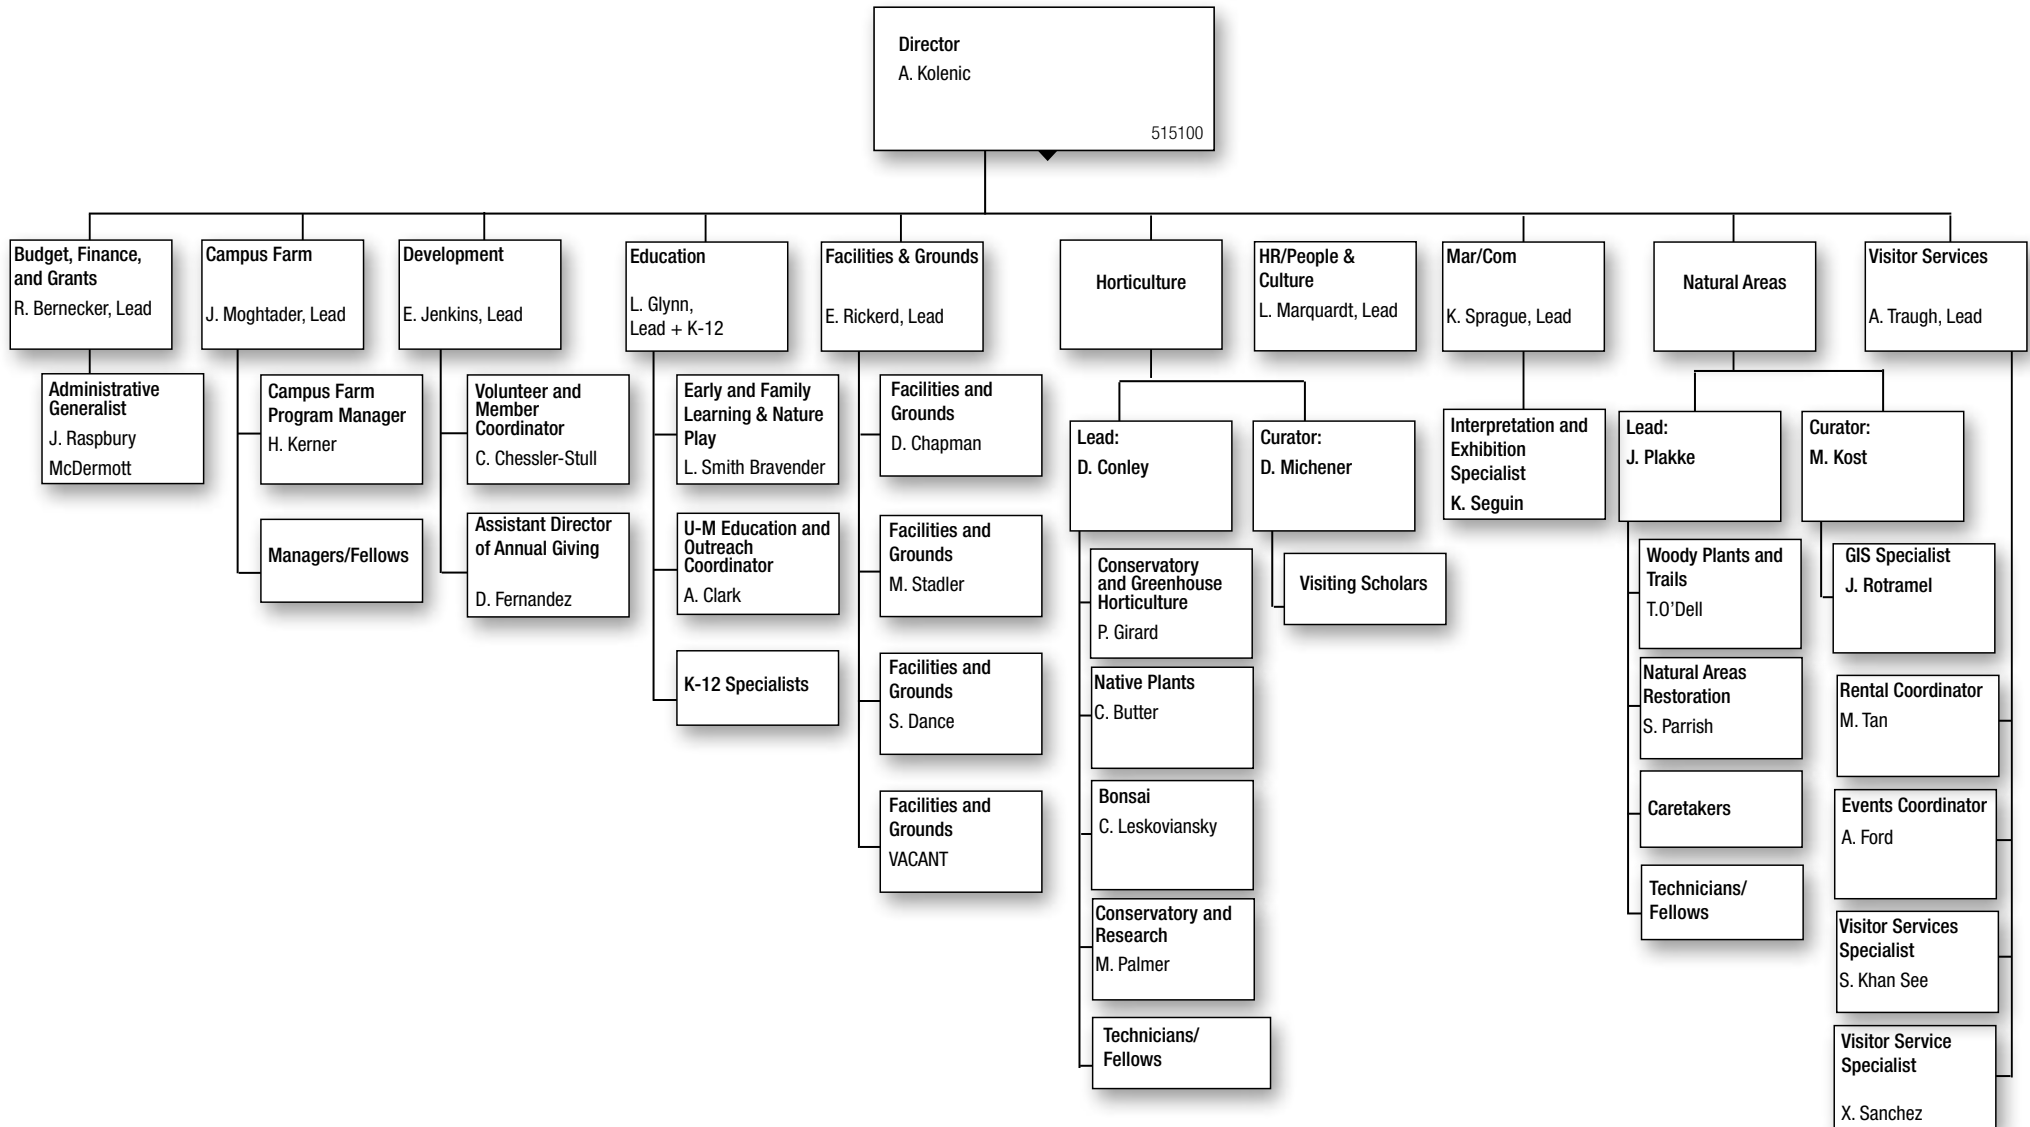 Director
A. Kolenic
515100
Budget, Finance,
and Grants
R. Bernecker, Lead
Administrative
Generalist
J. Raspbury
McDermott
Campus Farm
J. Moghtader, Lead
Campus Farm
Program Manager
H. Kerner
Managers/Fellows
Development
E. Jenkins, Lead
Volunteer and
Member
Coordinator
C. Chessler-Stull
Assistant Director
of Annual Giving
D. Fernandez
Education
L. Glynn,
Lead + K-12
Early and Family
Learning & Nature
Play
L. Smith Bravender
U-M Education and
Outreach
Coordinator
A. Clark
K-12 Specialists
Facilities & Grounds
E. Rickerd, Lead
Facilities and
Grounds
D. Chapman
Facilities and
Grounds
M. Stadler
Facilities and
Grounds
S. Dance
Facilities and
Grounds
VACANT
Horticulture
Lead:
D. Conley
Conservatory
and Greenhouse
Horticulture
P. Girard
Native Plants
C. Butter
Bonsai
C. Leskoviansky
Conservatory and
Research
M. Palmer
Technicians/
Fellows
Curator:
D. Michener
Visiting Scholars
HR/People &
Culture
L. Marquardt, Lead
Mar/Com
K. Sprague, Lead
Interpretation and
Exhibition
Specialist
K. Seguin
Natural Areas
Lead:
J. Plakke
Woody Plants and
Trails
T.O’Dell
Natural Areas
Restoration
S. Parrish
Caretakers
Technicians/
Fellows
Curator:
M. Kost
GIS Specialist
J. Rotramel
Visitor Services
A. Traugh, Lead
Rental Coordinator
M. Tan
Events Coordinator
A. Ford
Visitor Services
Specialist
S. Khan See
Visitor Service
Specialist
X. Sanchez